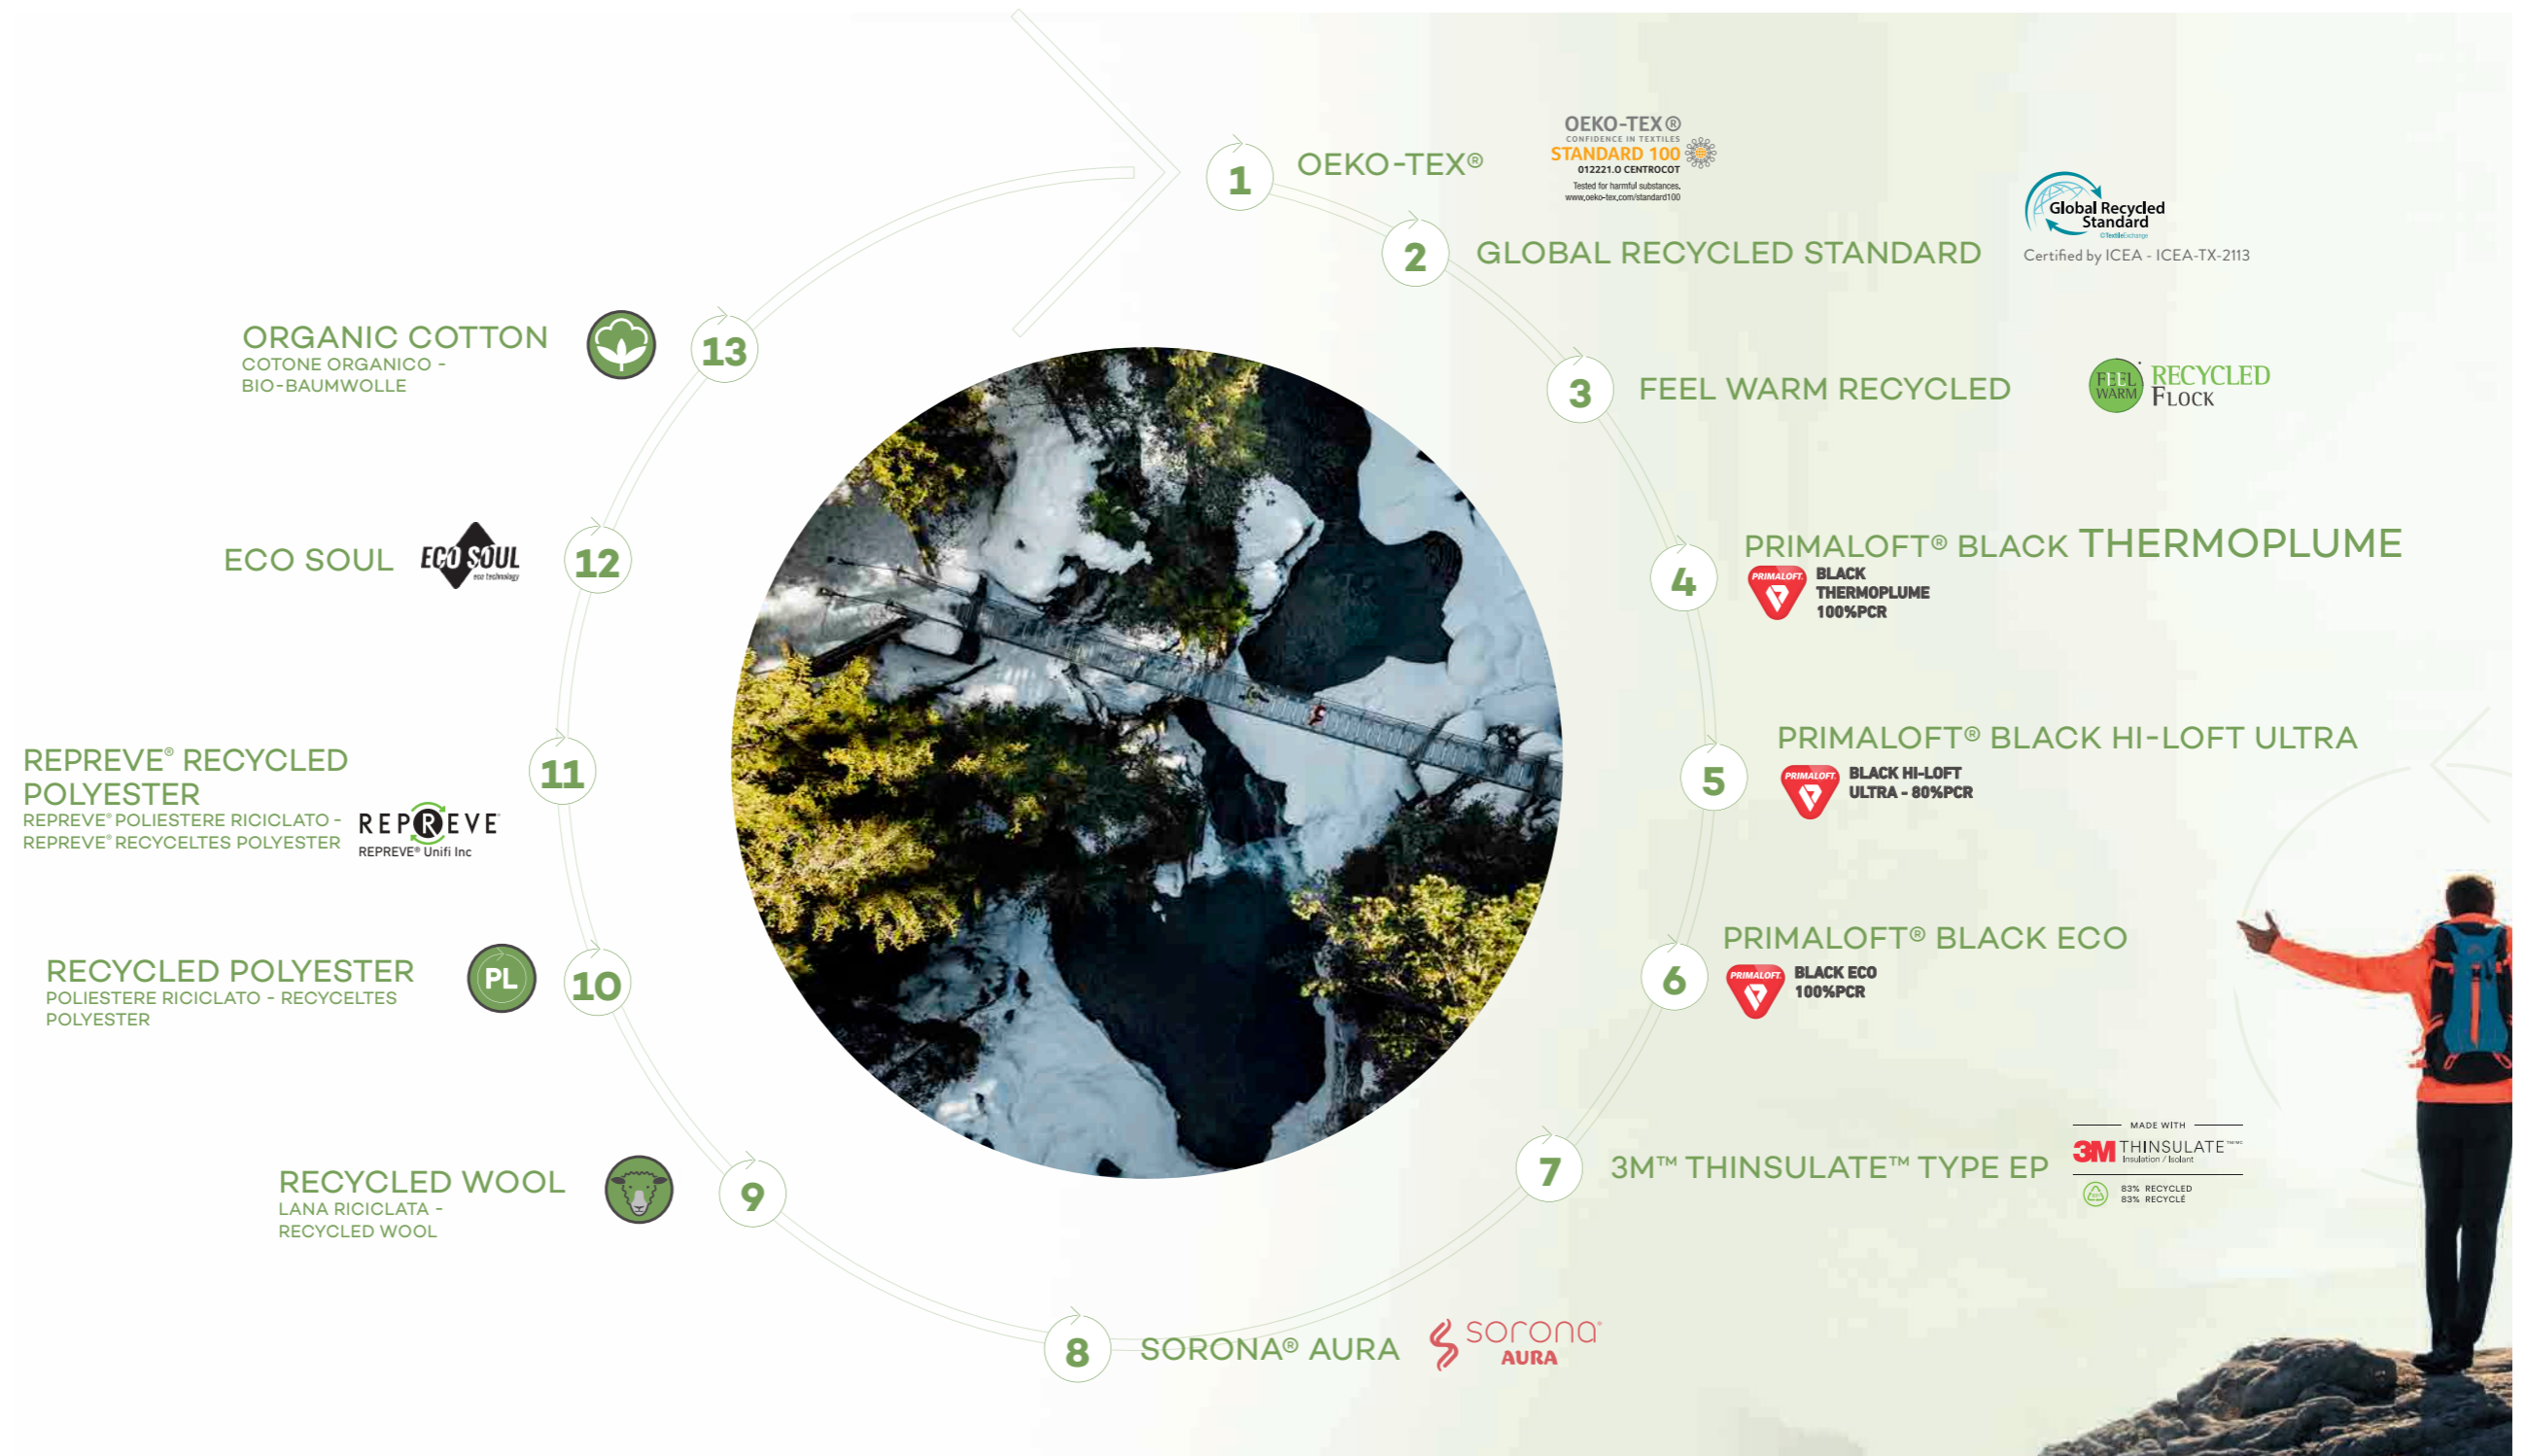 1
OEKO-TEX®
OEKO-TEX®
CONFIDENCE IN TEXTILES
STANDARD 100
012221.O CENTROCOT
Tested for harmful substances.
www.oeko-tex.com/standard100
2
GLOBAL RECYCLED STANDARD
Global Recycled
Standard
©TextileExchange
Certified by ICEA - ICEA-TX-2113
3
FEEL WARM RECYCLED
FEEL
WARM
RECYCLED
FLOCK
4
PRIMALOFT® BLACK THERMOPLUME
PRIMALOFT.
BLACK
THERMOPLUME
100%PCR
5
PRIMALOFT® BLACK HI-LOFT ULTRA
PRIMALOFT.
BLACK HI-LOFT
ULTRA - 80%PCR
6
PRIMALOFT® BLACK ECO
PRIMALOFT.
BLACK ECO
100%PCR
7
3M™ THINSULATE™ TYPE EP
MADE WITH
3M THINSULATE
Insulation / Isolant
83% RECYCLED
83% RECYCLÉ
8
SORONA® AURA
sorona®
AURA
9
RECYCLED WOOL
LANA RICICLATA -
RECYCLED WOOL
10
RECYCLED POLYESTER
POLIESTERE RICICLATO - RECYCELTES
POLYESTER
PL
11
REPREVE® RECYCLED
POLYESTER
REPREVE® POLIESTERE RICICLATO -
REPREVE® RECYCELTES POLYESTER
REPREVE
REPREVE® Unifi Inc
12
ECO SOUL
ECO SOUL
eco technology
13
ORGANIC COTTON
COTONE ORGANICO -
BIO-BAUMWOLLE